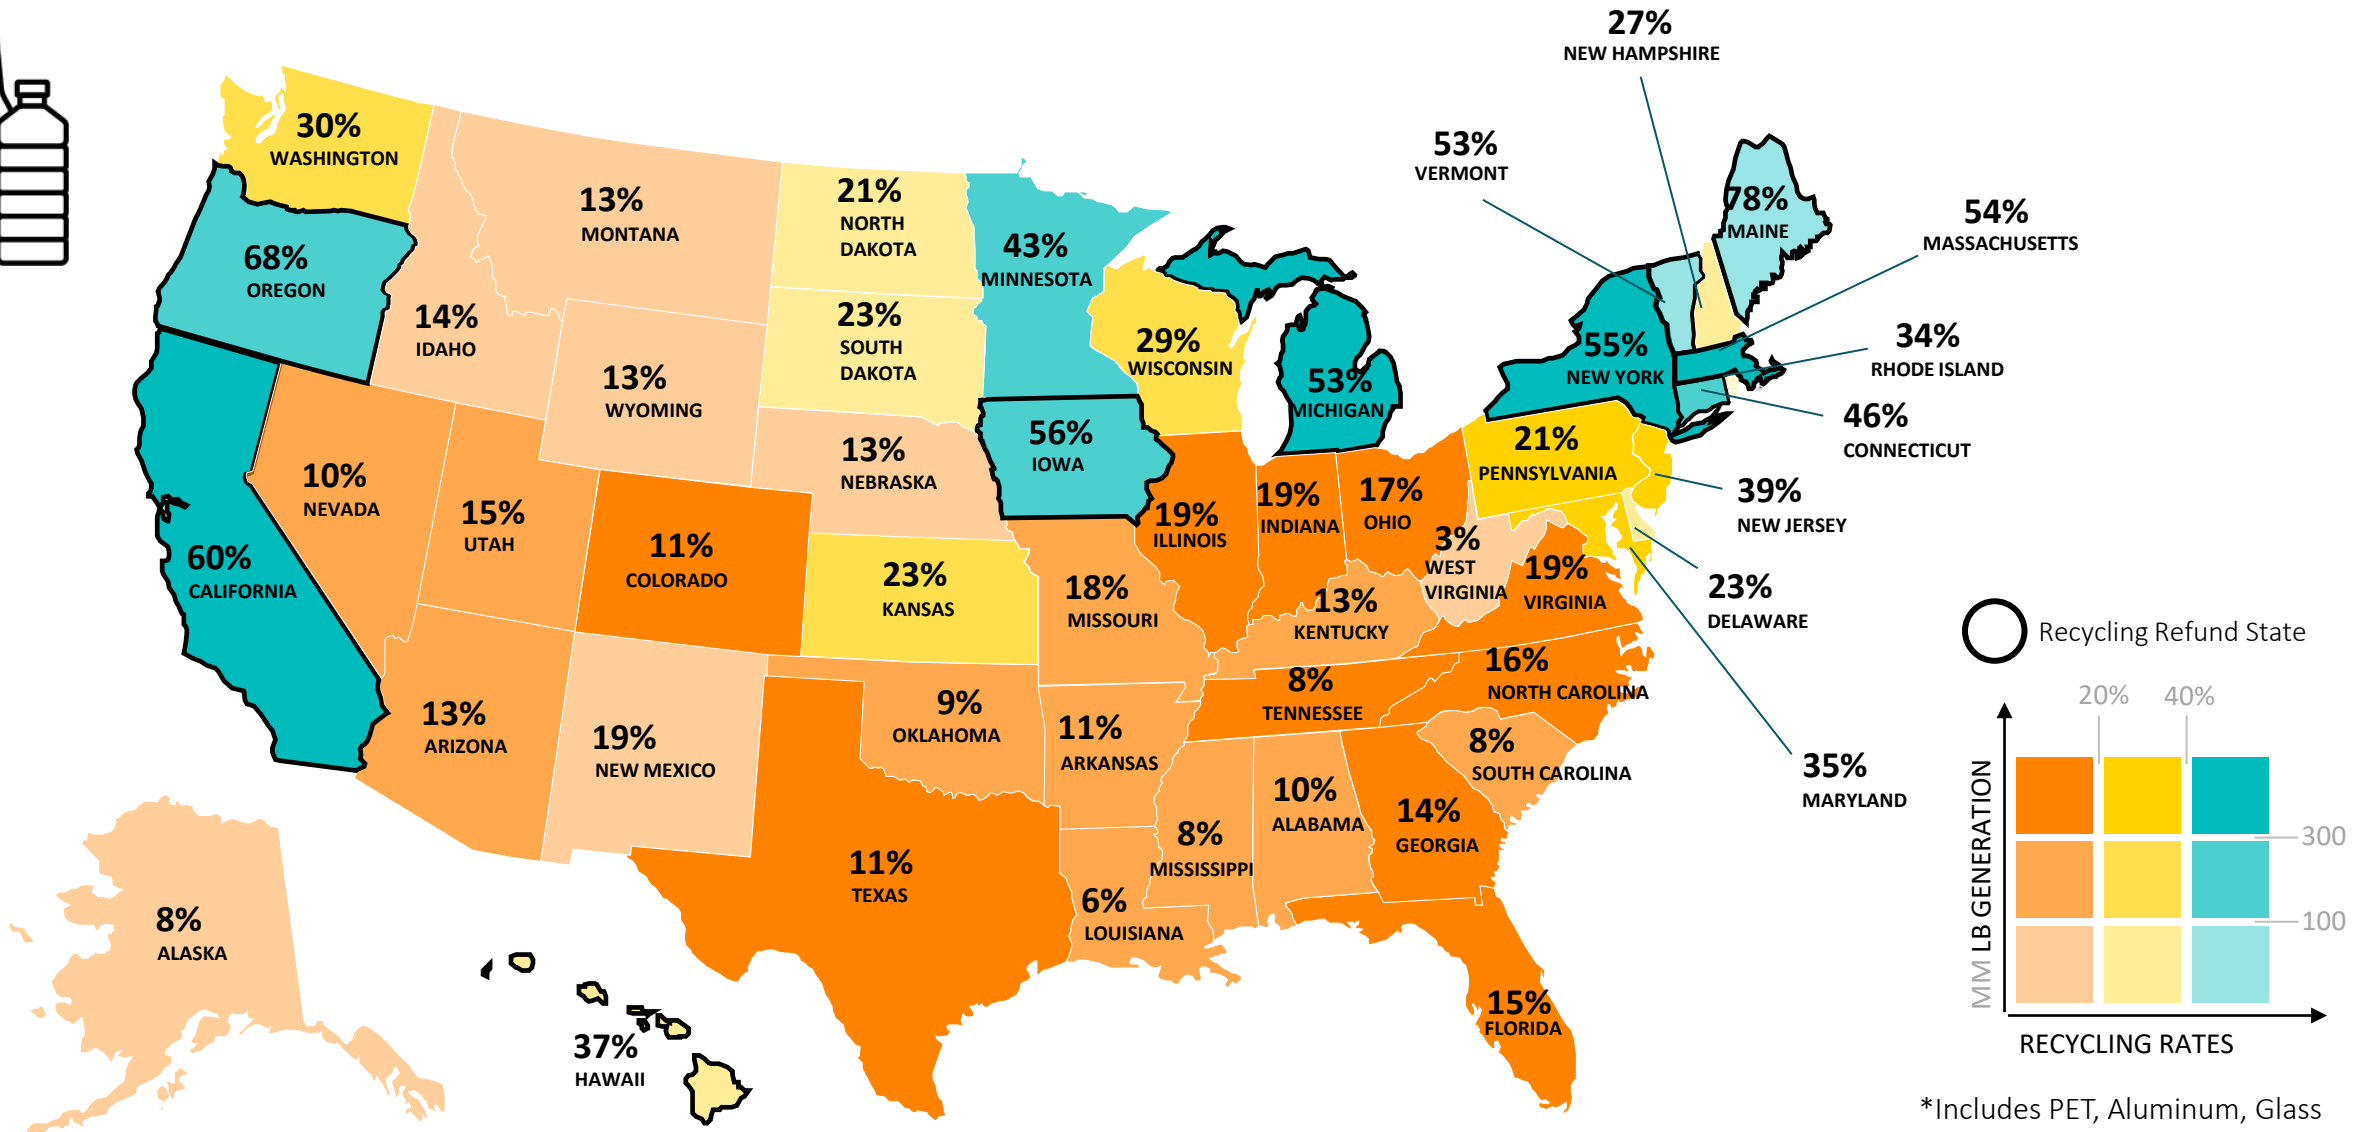 27%
NEW HAMPSHIRE
30%
WASHINGTON
53%
VERMONT
78%
MAINE
54%
MASSACHUSETTS
13%
MONTANA
21%
NORTH
DAKOTA
43%
MINNESOTA
68%
OREGON
14%
IDAHO
23%
SOUTH
DAKOTA
29%
WISCONSIN
55%
NEW YORK
34%
RHODE ISLAND
13%
WYOMING
53%
MICHIGAN
46%
CONNECTICUT
13%
NEBRASKA
56%
IOWA
21%
PENNSYLVANIA
10%
NEVADA
15%
UTAH
19%
ILLINOIS
19%
INDIANA
17%
OHIO
39%
NEW JERSEY
60%
CALIFORNIA
11%
COLORADO
23%
KANSAS
18%
MISSOURI
13%
KENTUCKY
3%
WEST
VIRGINIA
19%
VIRGINIA
23%
DELAWARE
Recycling Refund State
13%
ARIZONA
19%
NEW MEXICO
9%
OKLAHOMA
11%
ARKANSAS
8%
TENNESSEE
16%
NORTH CAROLINA
8%
SOUTH CAROLINA
35%
MARYLAND
20%
40%
11%
TEXAS
6%
LOUISIANA
8%
MISSISSIPPI
10%
ALABAMA
14%
GEORGIA
300
100
MM LB GENERATION
8%
ALASKA
37%
HAWAII
15%
FLORIDA
RECYCLING RATES
*Includes PET, Aluminum, Glass